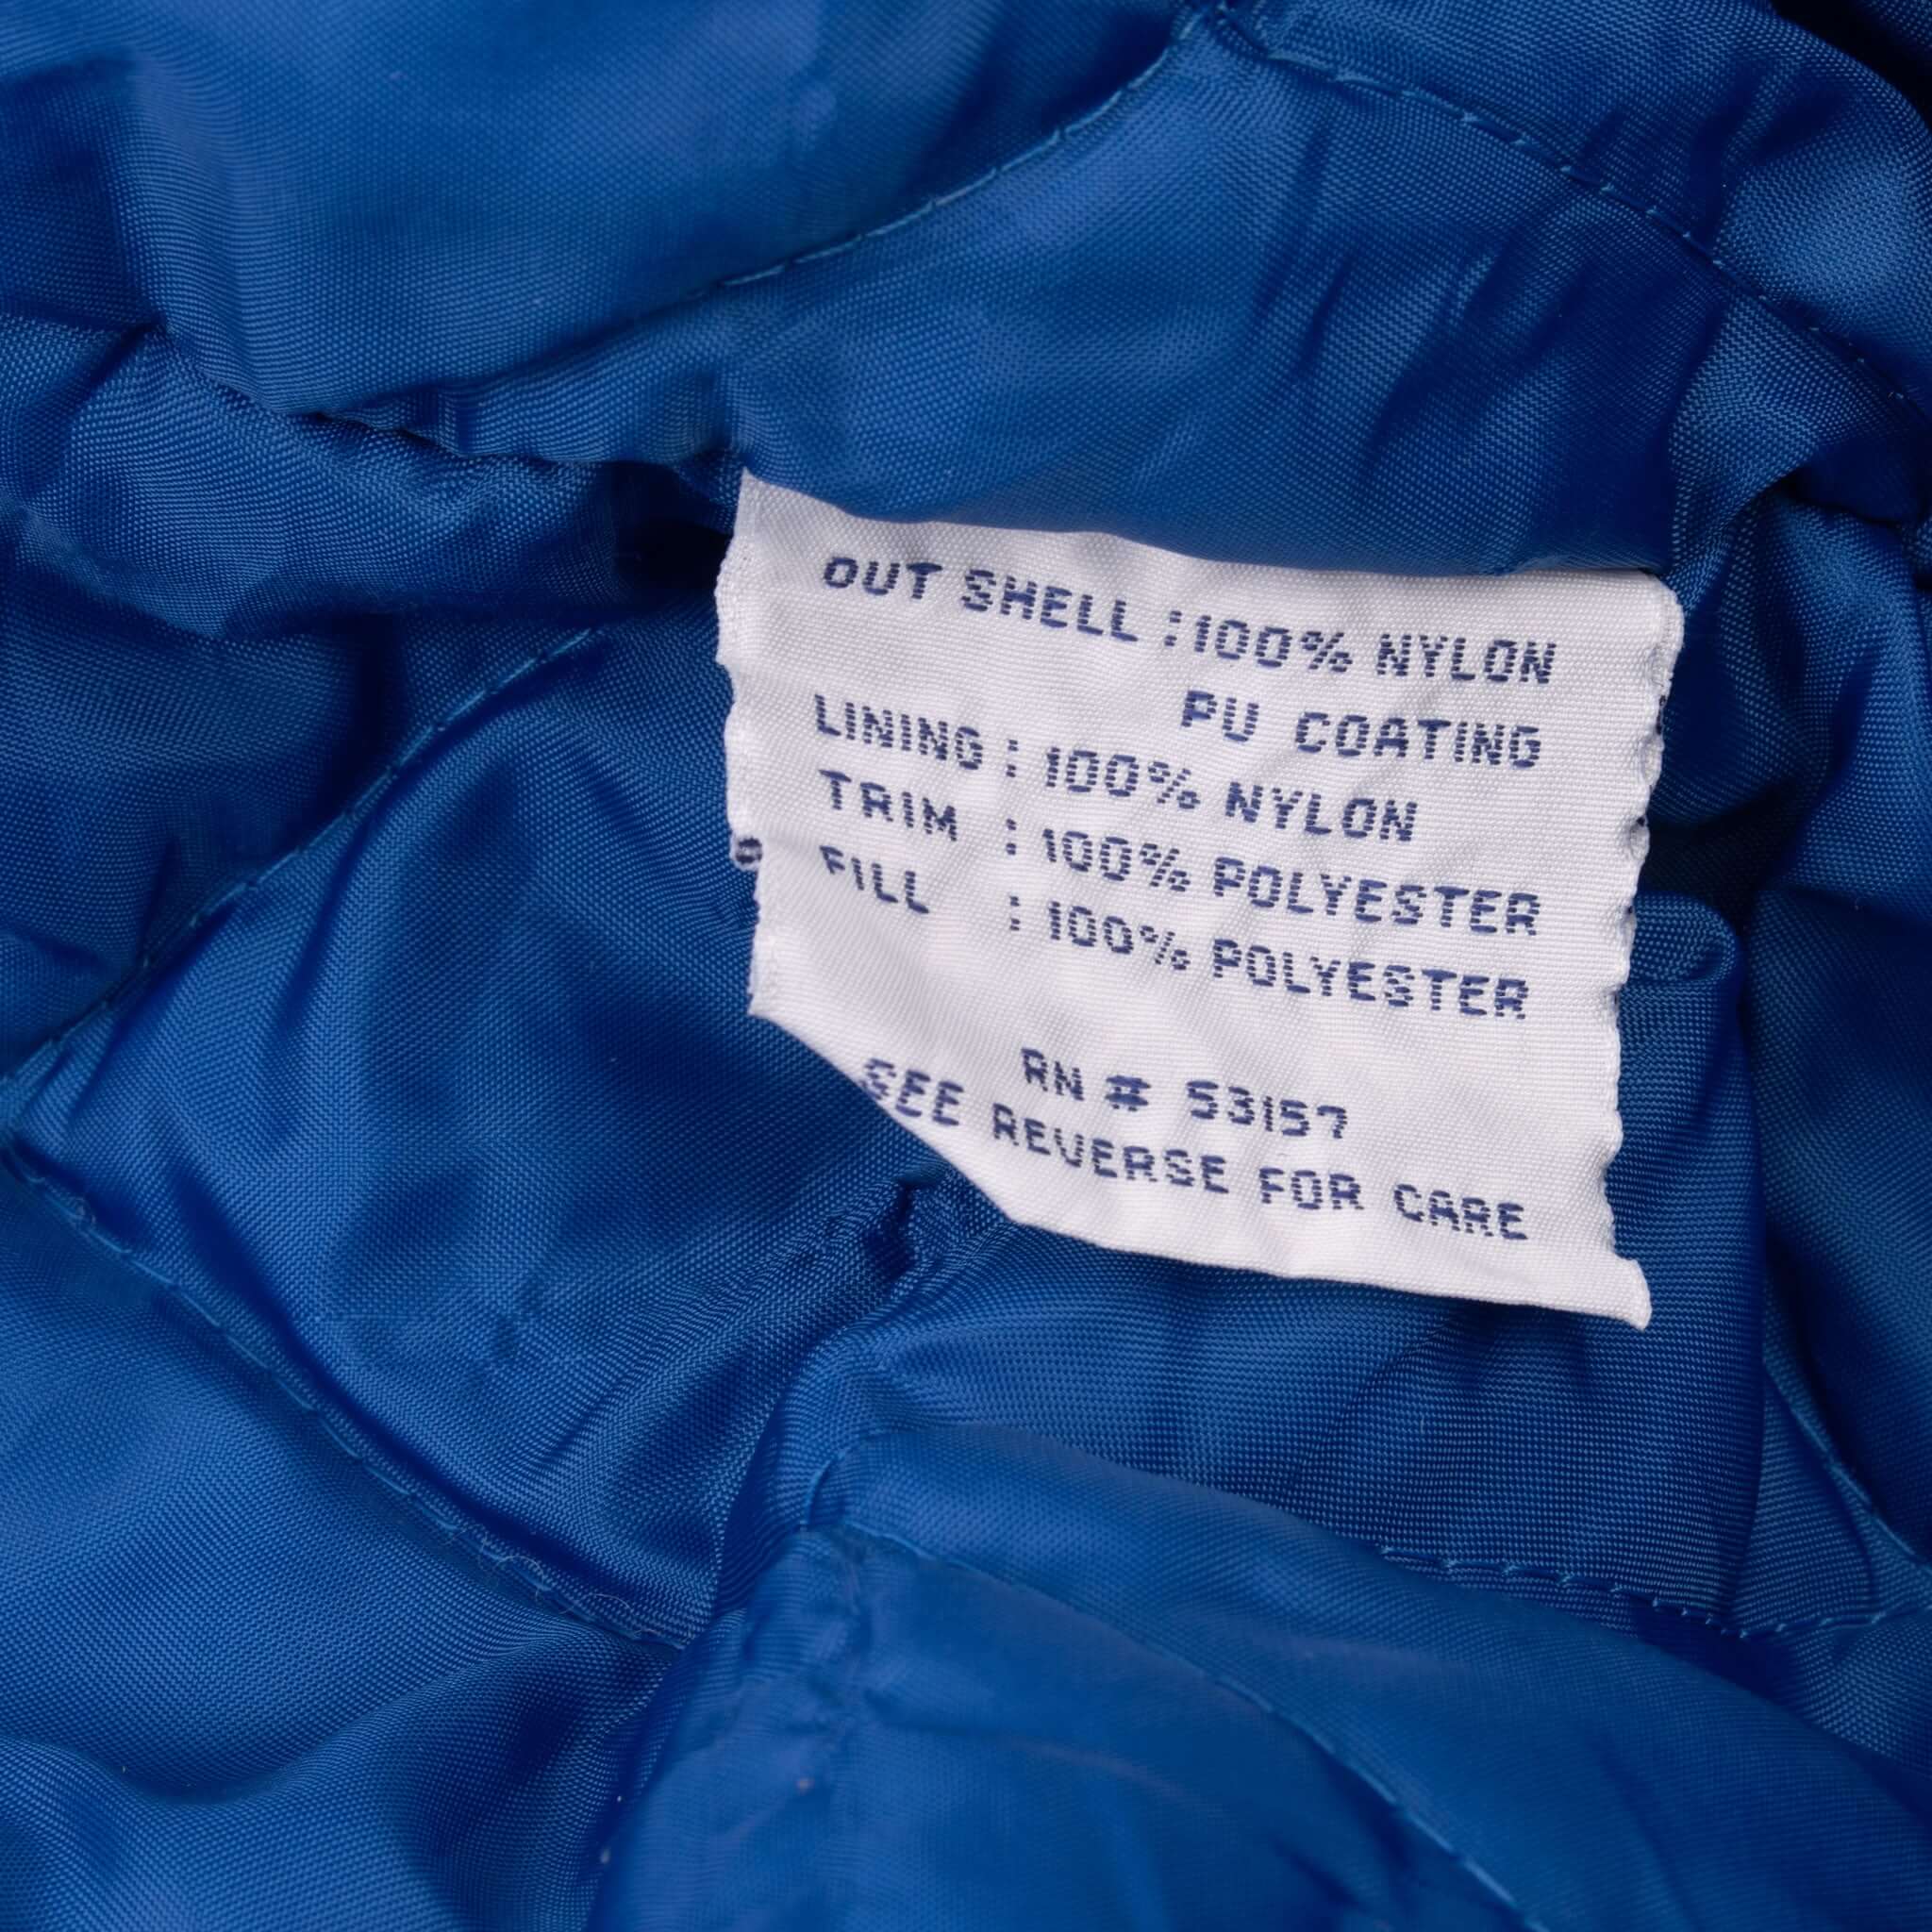 OUT SHELL : 100% NYLON
PU COATING
LINING : 100% NYLON
TRIM : 100% POLYESTER
FILL : 100% POLYESTER
RN # 53157
SEE REVERSE FOR CARE